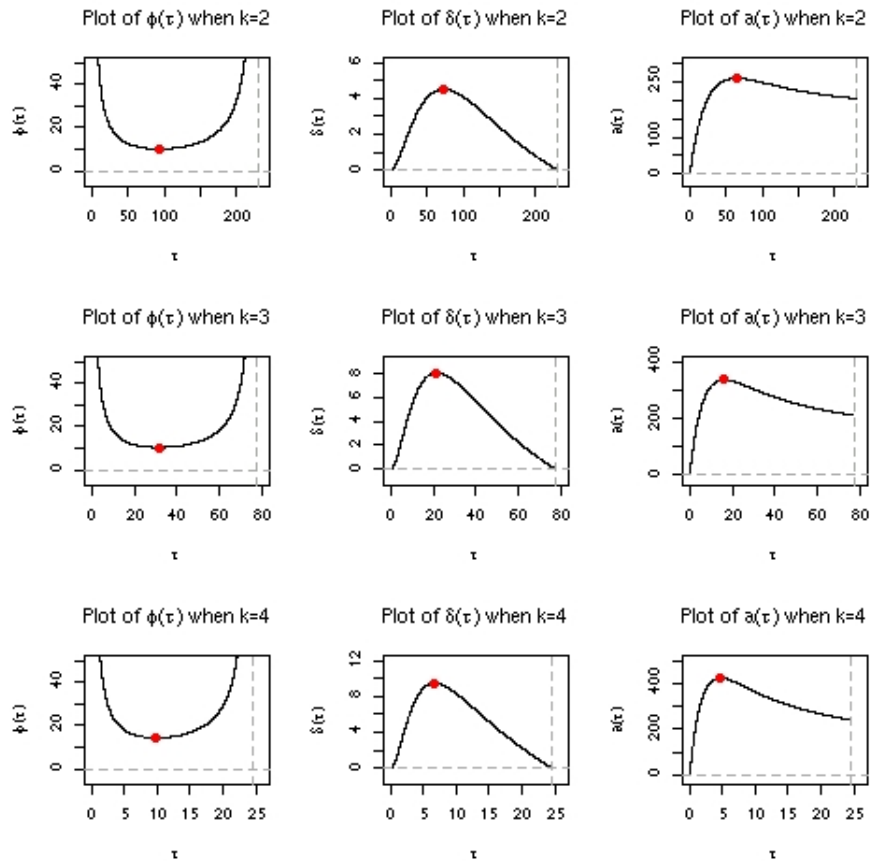 Plot of ϕ(τ) when k=2
Plot of δ(τ) when k=2
Plot of a(τ) when k=2
ϕ(τ)
0 20 40
0 50 100 200
τ
δ(τ)
0 2 4 6
0 50 100 200
τ
a(τ)
0 100 250
0 100 200
τ
Plot of ϕ(τ) when k=3
Plot of δ(τ) when k=3
Plot of a(τ) when k=3
ϕ(τ)
0 20 40
0 20 40 60 80
τ
δ(τ)
0 2 4 6 8
0 20 40 60 80
τ
a(τ)
0 200 400
0 20 40 60 80
τ
Plot of ϕ(τ) when k=4
Plot of δ(τ) when k=4
Plot of a(τ) when k=4
ϕ(τ)
0 20 40
0 5 10 15 20 25
τ
δ(τ)
0 4 8 12
0 5 10 15 20 25
τ
a(τ)
0 200 400
0 5 10 15 20 25
τ